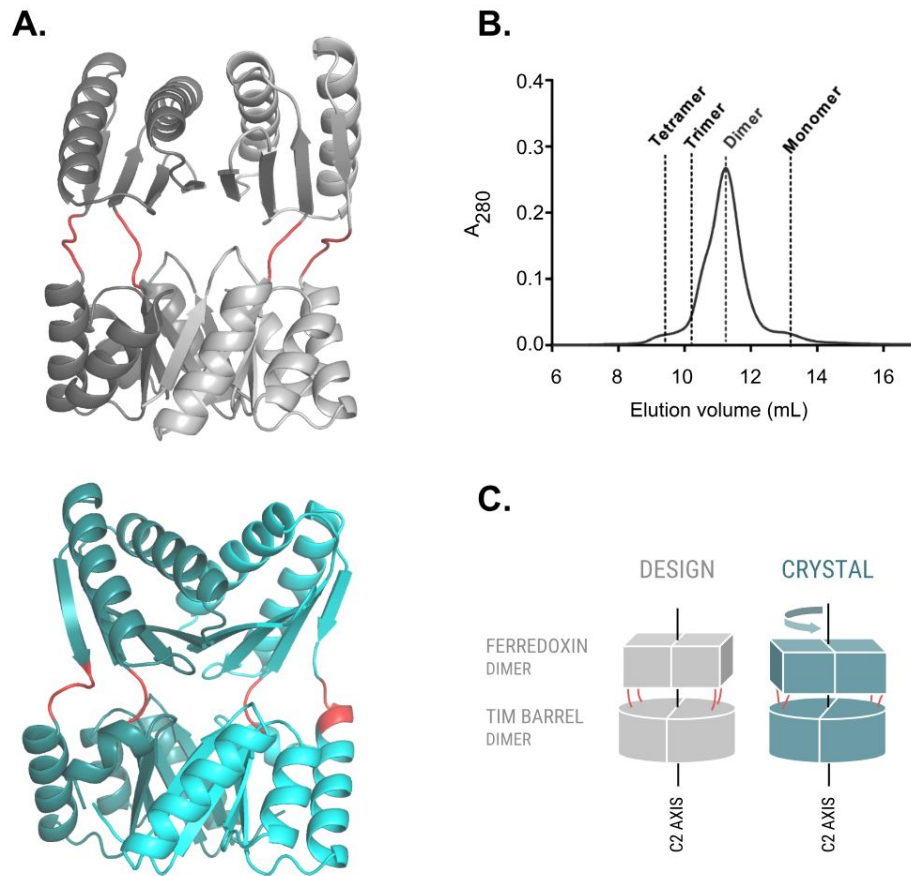 A.
B.
0.4
0.3
0.2
0.1
0.0
A280
Tetramer
Trimer
Dimer
Monomer
6
8
10
12
14
16
Elution volume (mL)
C.
DESIGN
CRYSTAL
FERREDOXIN
DIMER
TIM BARREL
DIMER
C2 AXIS
C2 AXIS